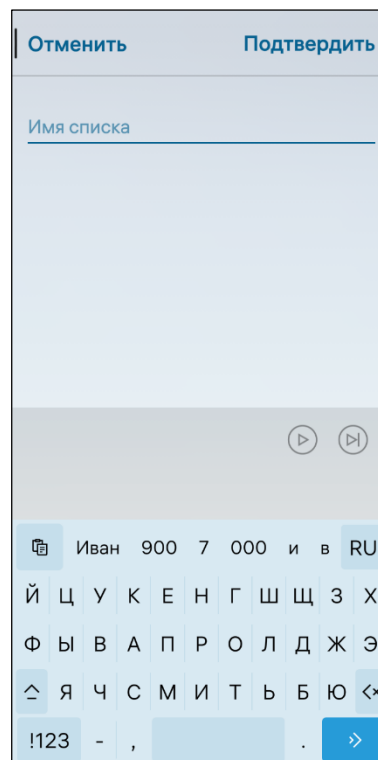 Отменить Подтвердить
Имя списка
Иван 900 7 000 и в RU
Й Ц У К Е Н Г Ш Щ З Х
Ф Ы В А П Р О Л Д Ж Э
Я Ч С М И Т Ь Б Ю
!123 - , .